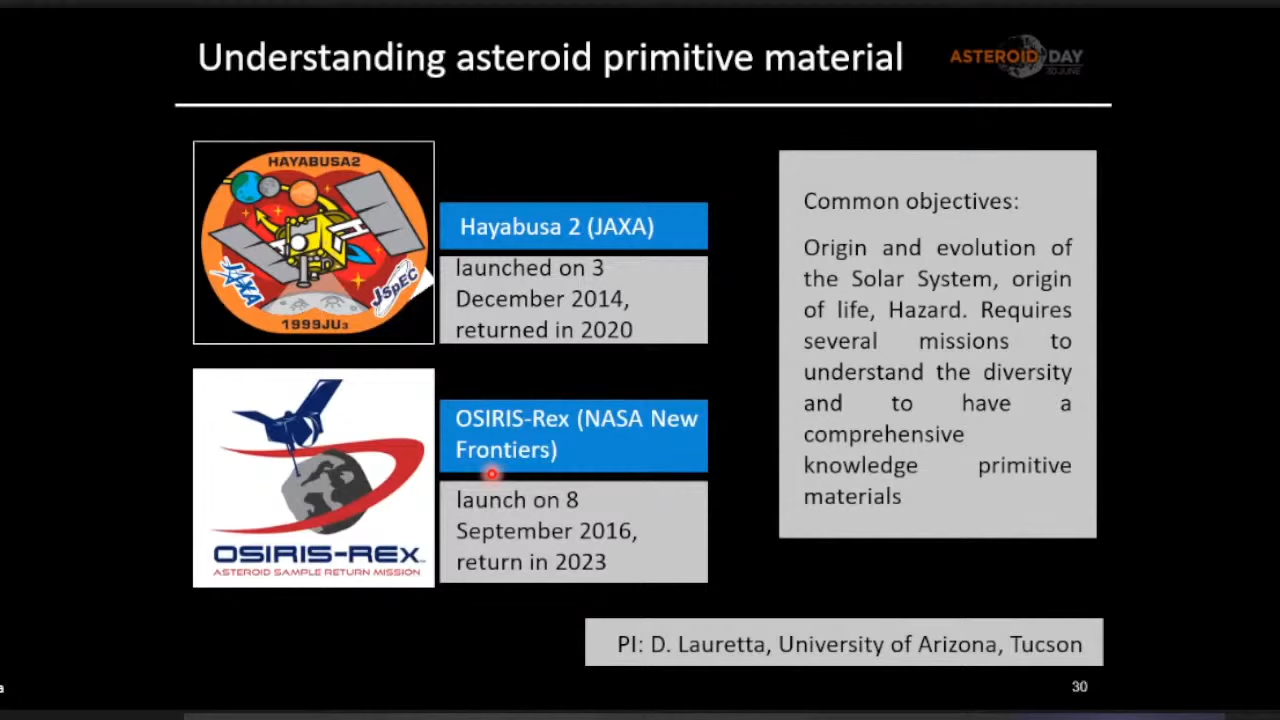 Understanding asteroid primitive material
ASTEROID DAY
30 JUNE
HAYABUSA2
JAXA
JSpEC
1999JU3
Hayabusa 2 (JAXA)
launched on 3
December 2014,
returned in 2020
OSIRIS-REx
ASTEROID SAMPLE RETURN MISSION
OSIRIS-Rex (NASA New
Frontiers)
launch on 8
September 2016,
return in 2023
Common objectives:
Origin and evolution of
the Solar System, origin
of life, Hazard. Requires
several missions to
understand the diversity
and to have a
comprehensive
knowledge primitive
materials
PI: D. Lauretta, University of Arizona, Tucson
30